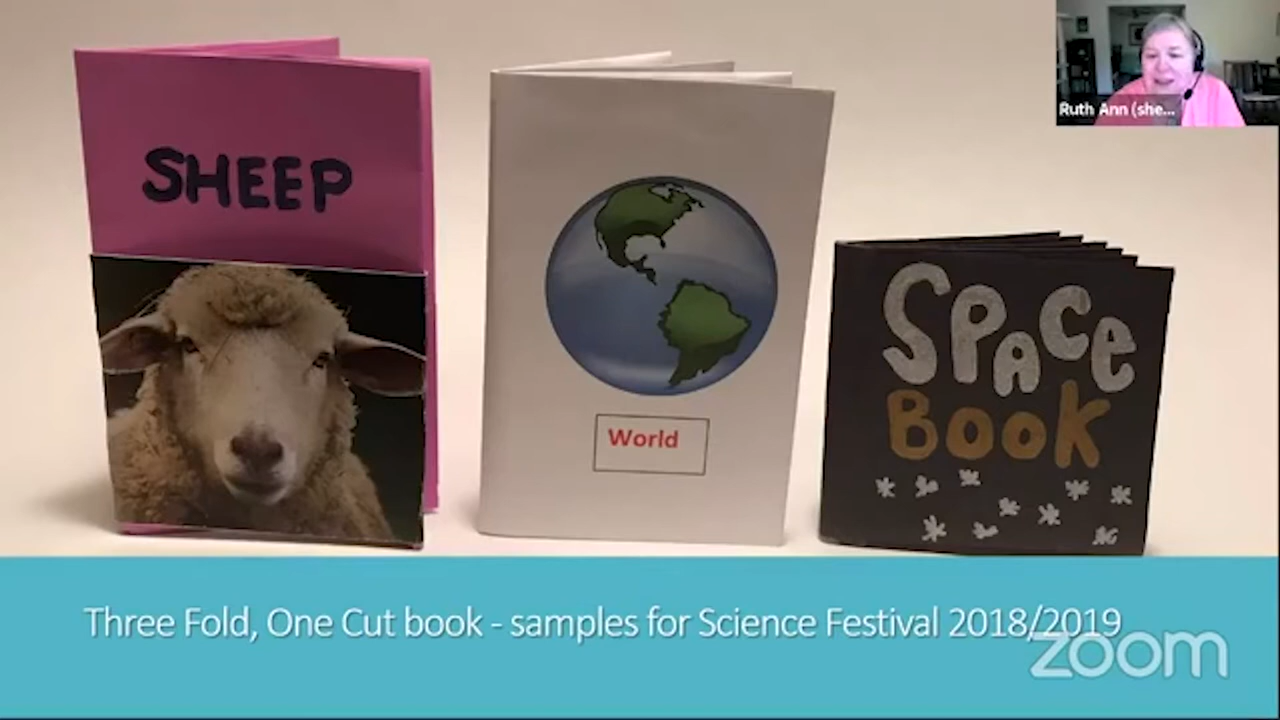 Ruth Ann (she...
SHEEP
World
SPACE
BOOK
Three Fold, One Cut book - samples for Science Festival 2018/2019
zoom